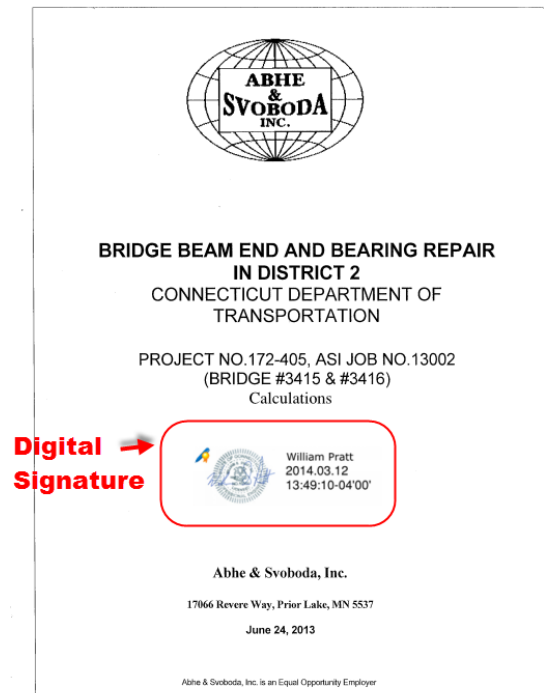 ABHE
&
SVOBODA
INC.
BRIDGE BEAM END AND BEARING REPAIR
IN DISTRICT 2
CONNECTICUT DEPARTMENT OF
TRANSPORTATION
PROJECT NO.172-405, ASI JOB NO.13002
(BRIDGE #3415 & #3416)
Calculations
Digital
Signature
William Pratt
2014.03.12
13:49:10-04'00'
Abhe & Svoboda, Inc.
17066 Revere Way, Prior Lake, MN 5537
June 24, 2013
Abhe & Svoboda, Inc. is an Equal Opportunity Employer